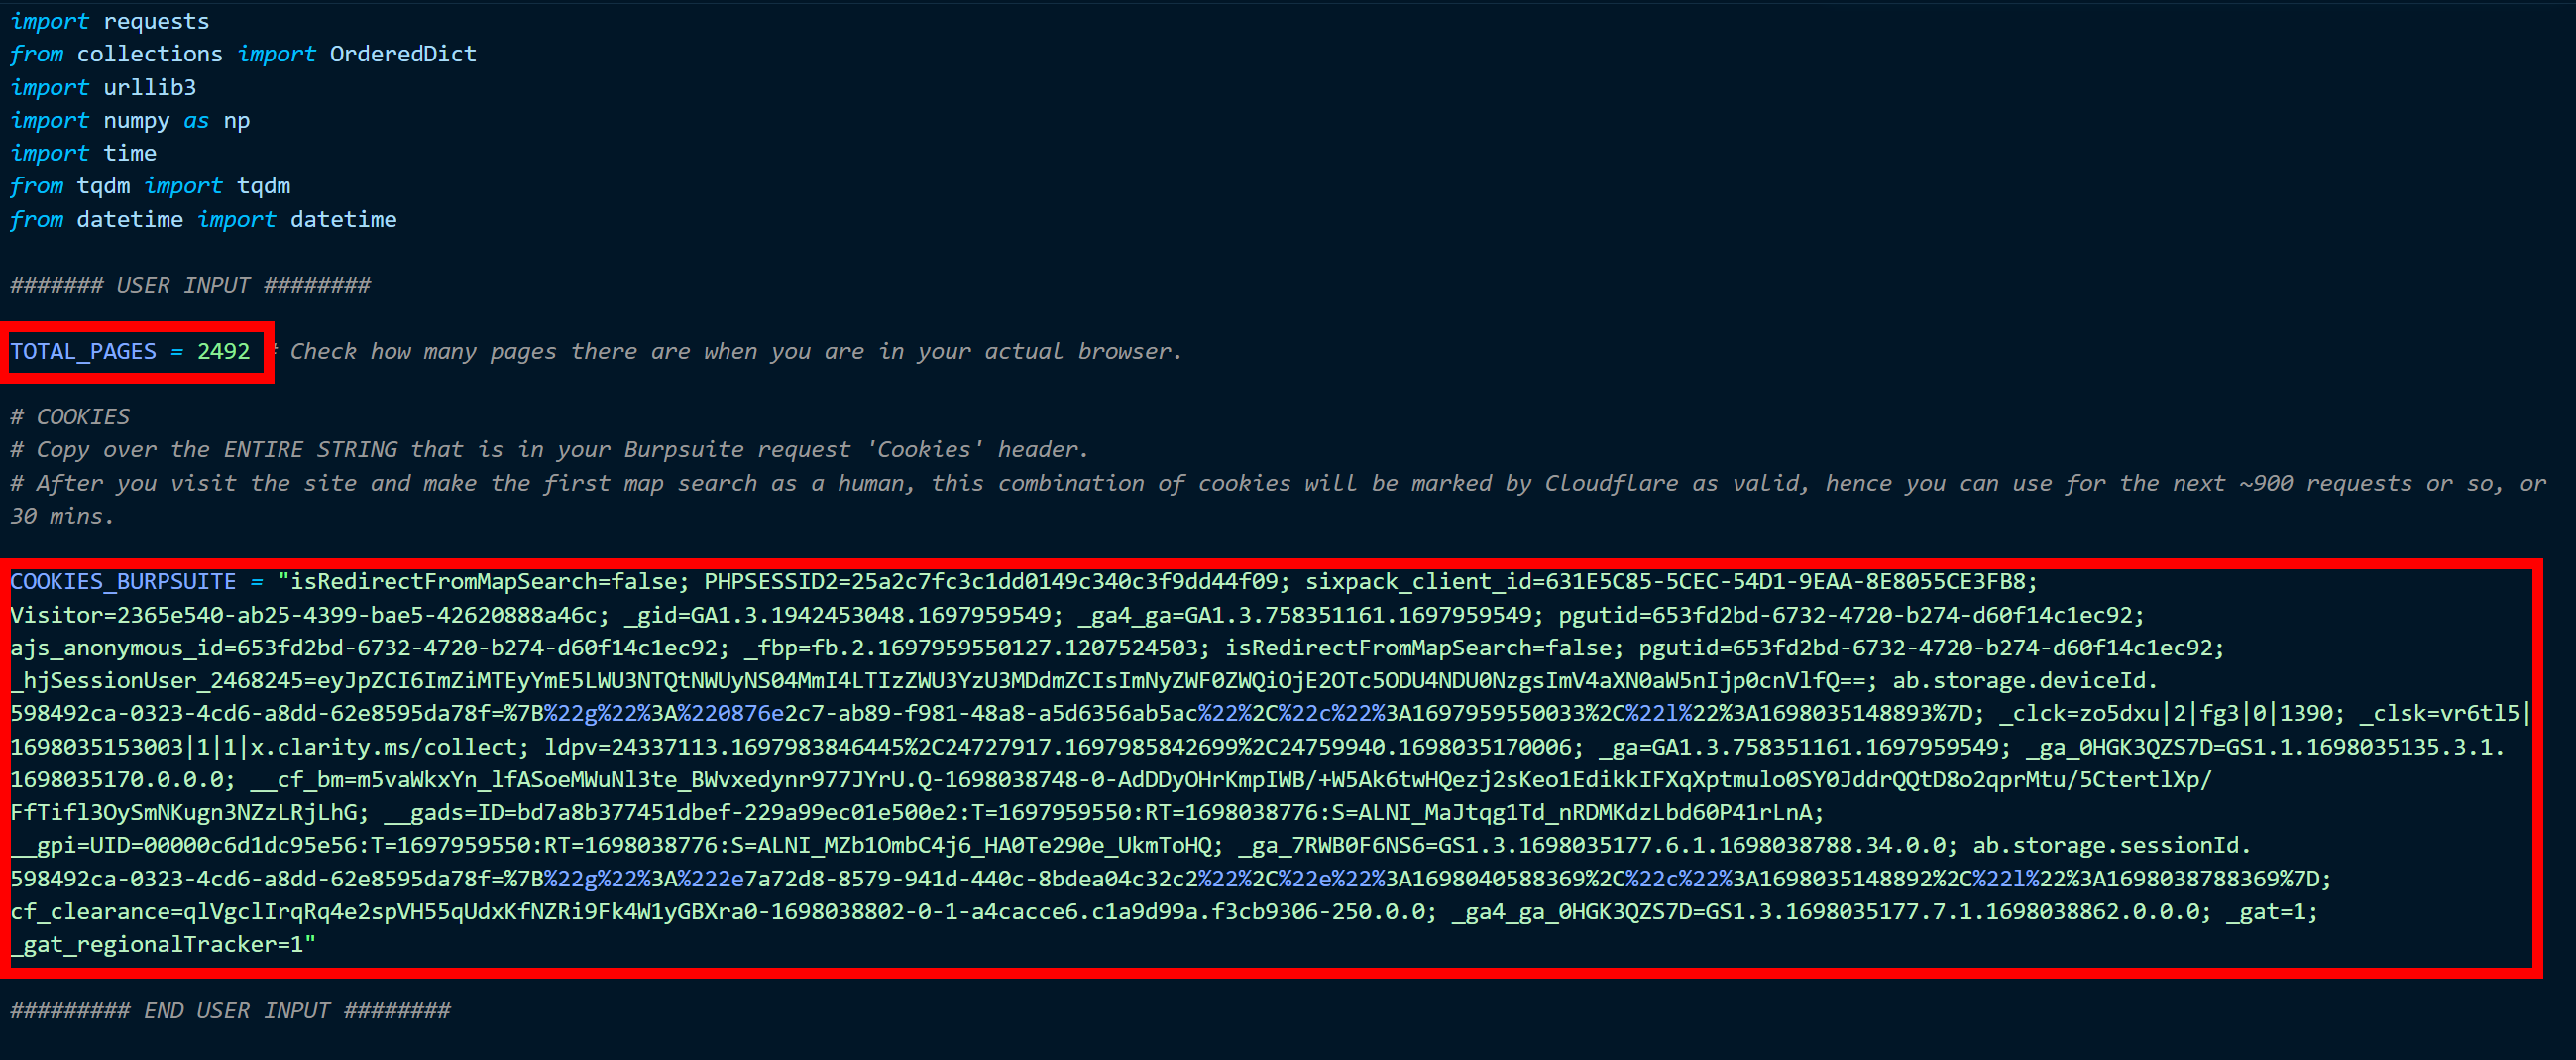 import requests
from collections import OrderedDict
import urllib3
import numpy as np
import time
from tqdm import tqdm
from datetime import datetime
####### USER INPUT ########
TOTAL_PAGES = 2492 # Check how many pages there are when you are in your actual browser.
# COOKIES
# Copy over the ENTIRE STRING that is in your Burpsuite request 'Cookies' header.
# After you visit the site and make the first map search as a human, this combination of cookies will be marked by Cloudflare as valid, hence you can use for the next ~900 requests or so, or
30 mins.
COOKIES_BURPSUITE = "isRedirectFromMapSearch=false; PHPSESSID2=25a2c7fc3c1dd0149c340c3f9dd44f09; sixpack_client_id=631E5C85-5CEC-54D1-9EAA-8E8055CE3FB8;
Visitor=2365e540-ab25-4399-bae5-42620888a46c; _gid=GA1.3.1942453048.1697959549; _ga4_ga=GA1.3.758351161.1697959549; pgutid=653fd2bd-6732-4720-b274-d60f14c1ec92;
ajs_anonymous_id=653fd2bd-6732-4720-b274-d60f14c1ec92; _fbp=fb.2.1697959550127.1207524503; isRedirectFromMapSearch=false; pgutid=653fd2bd-6732-4720-b274-d60f14c1ec92;
_hjSessionUser_2468245=eyJpZCI6ImZiMTEyYmE5LWU3NTQtNWUyNS04MmI4LTIzZWU3YzU3MDdmZCIsImNyZWF0ZWQiOjE2OTc5ODU4NDU0NzgsImV4aXN0aW5nIjp0cnVlfQ==; ab.storage.deviceId.
598492ca-0323-4cd6-a8dd-62e8595da78f=%7B%22g%22%3A%220876e2c7-ab89-f981-48a8-a5d6356ab5ac%22%2C%22c%22%3A1697959550033%2C%22l%22%3A1698035148893%7D; _clck=zo5dxu|2|fg3|0|1390; _clsk=vr6tl5|
1698035153003|1|1|x.clarity.ms/collect; ldpv=24337113.1697983846445%2C24727917.1697985842699%2C24759940.1698035170006; _ga=GA1.3.758351161.1697959549; _ga_0HGK3QZS7D=GS1.1.1698035135.3.1.
1698035170.0.0.0; __cf_bm=m5vaWkxYn_lfASoeMWuNl3te_BWvxedynr977JYrU.Q-1698038748-0-AdDDyOHrKmpIWB/+W5Ak6twHQezj2sKeo1EdikkIFXqXptmulo0SY0JddrQQtD8o2qprMtu/5CtertlXp/
FfTifl3OySmNKugn3NZzLRjLhG; __gads=ID=bd7a8b377451dbef-229a99ec01e500e2:T=1697959550:RT=1698038776:S=ALNI_MaJtqg1Td_nRDMKdzLbd60P41rLnA;
__gpi=UID=00000c6d1dc95e56:T=1697959550:RT=1698038776:S=ALNI_MZb1OmbC4j6_HA0Te290e_UkmToHQ; _ga_7RWB0F6NS6=GS1.3.1698035177.6.1.1698038788.34.0.0; ab.storage.sessionId.
598492ca-0323-4cd6-a8dd-62e8595da78f=%7B%22g%22%3A%222e7a72d8-8579-941d-440c-8bdea04c32c2%22%2C%22e%22%3A1698040588369%2C%22c%22%3A1698035148892%2C%22l%22%3A1698038788369%7D;
cf_clearance=qlVgclIrqRq4e2spVH55qUdxKfNZRi9Fk4W1yGBXra0-1698038802-0-1-a4cacce6.c1a9d99a.f3cb9306-250.0.0; _ga4_ga_0HGK3QZS7D=GS1.3.1698035177.7.1.1698038862.0.0.0; _gat=1;
_gat_regionalTracker=1"
######### END USER INPUT ########